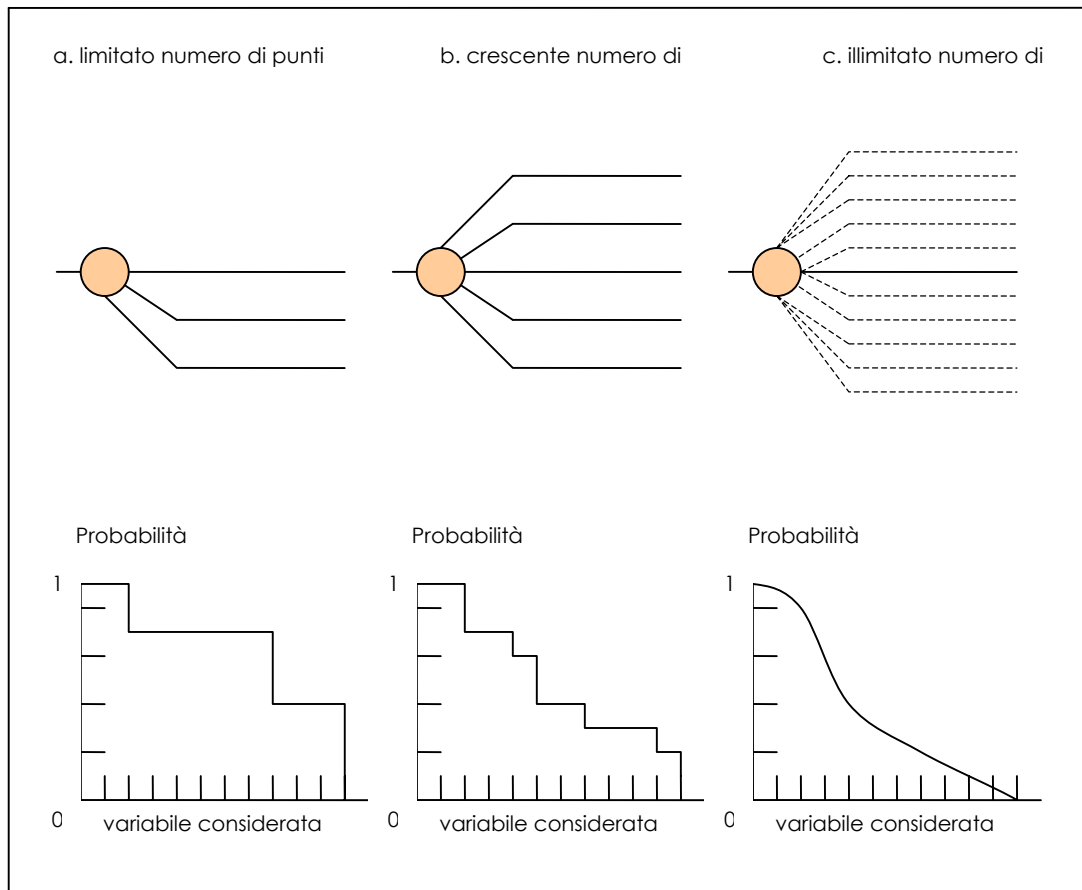 a. limitato numero di punti
b. crescente numero di
c. illimitato numero di
Probabilità
Probabilità
Probabilità
1
1
1
0
variabile considerata
0
variabile considerata
0
variabile considerata